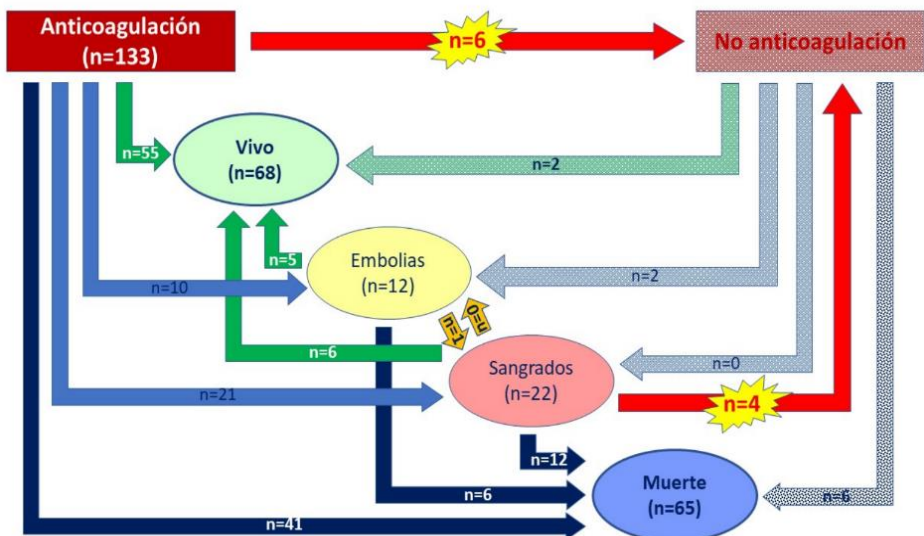 Anticoagulación
(n=133)
n=6
No anticoagulación
n=55
Vivo
(n=68)
n=2
n=5
Embolias
(n=12)
n=10
n=2
n=1
n=0
n=6
Sangrados
(n=22)
n=0
n=21
n=4
n=12
Muerte
(n=65)
n=6
n=6
n=41